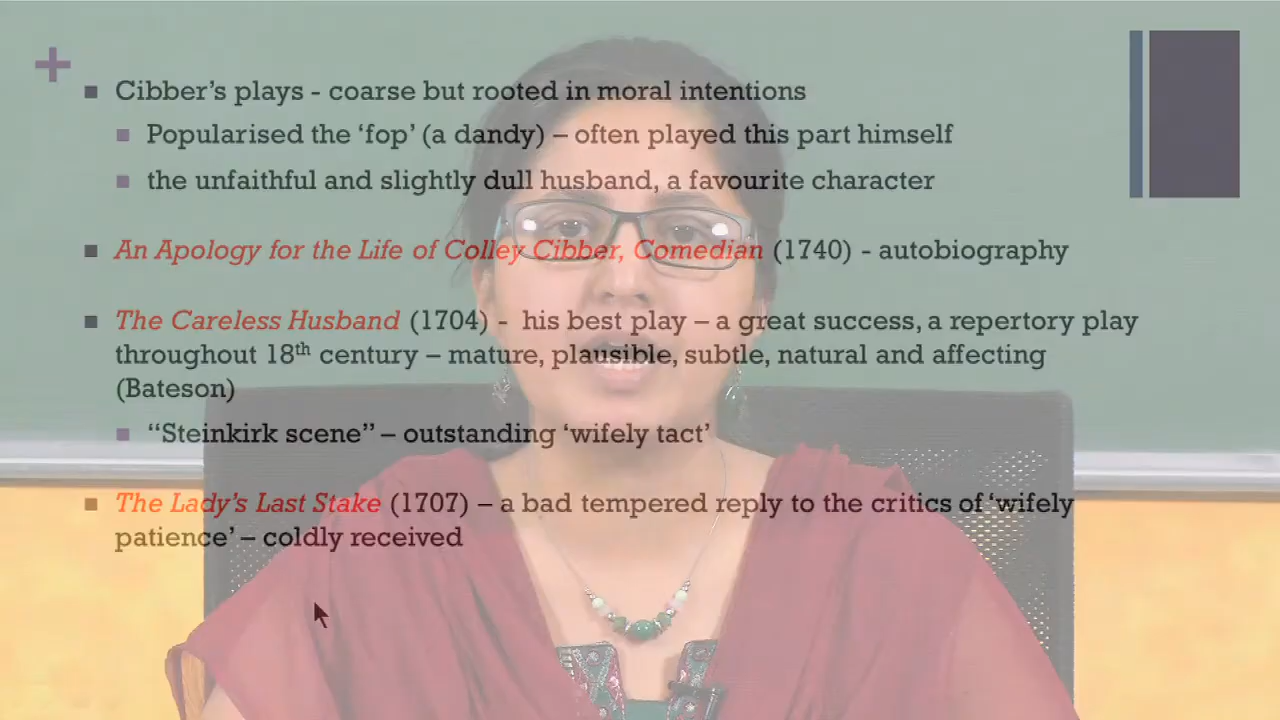 Cibber's plays - coarse but rooted in moral intentions
Popularised the 'fop' (a dandy) – often played this part himself
the unfaithful and slightly dull husband, a favourite character
An Apology for the Life of Colley Cibber, Comedian (1740) - autobiography
The Careless Husband (1704) - his best play – a great success, a repertory play
throughout 18th century – mature, plausible, subtle, natural and affecting
(Bateson)
"Steinkirk scene" – outstanding 'wifely tact'
The Lady's Last Stake (1707) – a bad tempered reply to the critics of 'wifely
patience' – coldly received